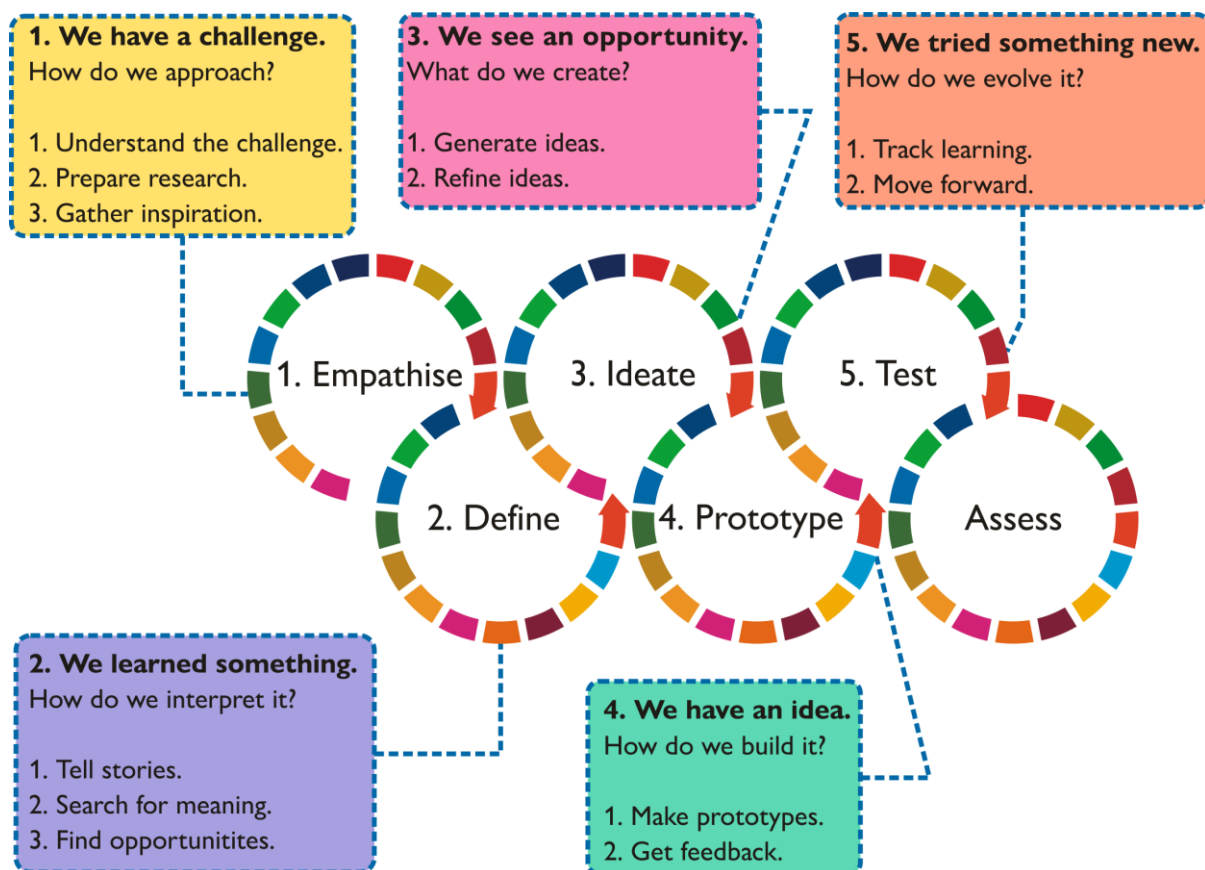 1. We have a challenge.
How do we approach?
1. Understand the challenge.
2. Prepare research.
3. Gather inspiration.
3. We see an opportunity.
What do we create?
1. Generate ideas.
2. Refine ideas.
5. We tried something new.
How do we evolve it?
1. Track learning.
2. Move forward.
1. Empathise
3. Ideate
5. Test
2. Define
4. Prototype
Assess
2. We learned something.
How do we interpret it?
1. Tell stories.
2. Search for meaning.
3. Find opportunitites.
4. We have an idea.
How do we build it?
1. Make prototypes.
2. Get feedback.